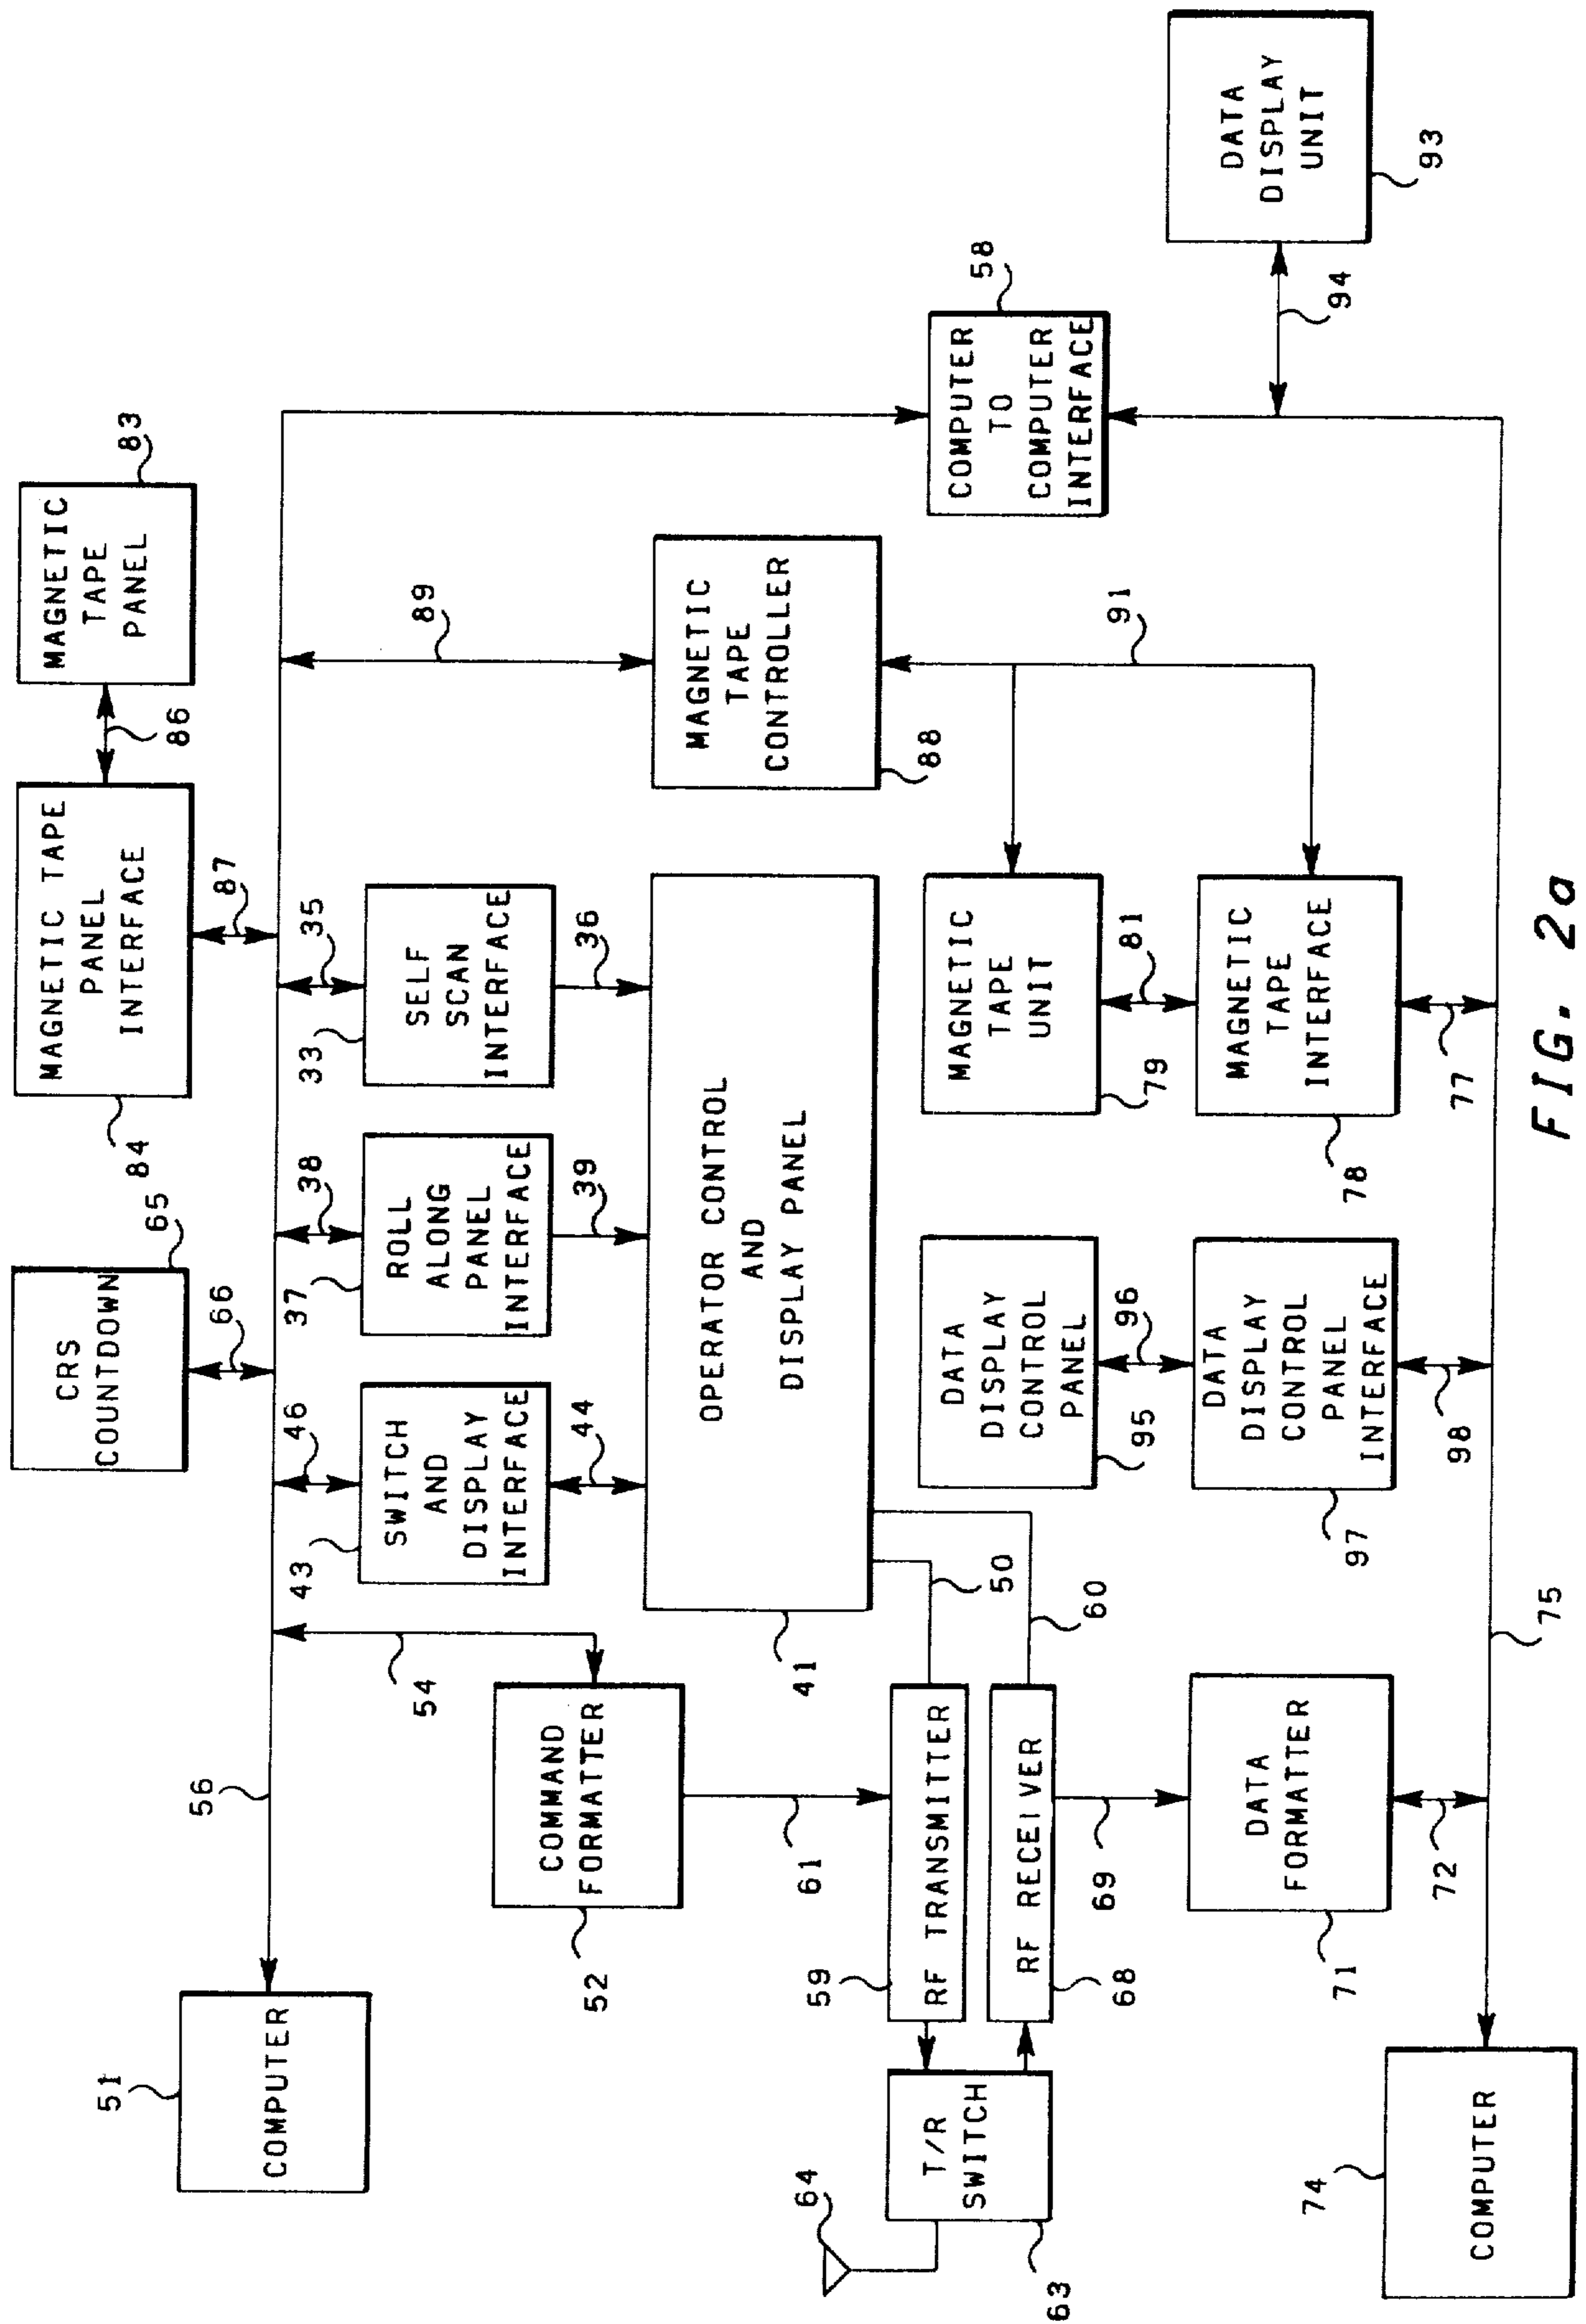 83
MAGNETIC
TAPE
PANEL
86
MAGNETIC TAPE
PANEL
INTERFACE
84
87
CRS
COUNTDOWN
65
66
51
COMPUTER
56
54
46
38
35
89
43
SWITCH
AND
DISPLAY
INTERFACE
37
ROLL
ALONG
PANEL
INTERFACE
33
SELF
SCAN
INTERFACE
44
39
36
COMMAND
FORMATTER
52
61
41
OPERATOR CONTROL
AND
DISPLAY PANEL
MAGNETIC
TAPE
CONTROLLER
88
91
COMPUTER
TO
COMPUTER
INTERFACE
58
64
T/R
SWITCH
63
59
RF TRANSMITTER
50
RF RECEIVER
68
60
69
DATA
DISPLAY
CONTROL
PANEL
95
96
MAGNETIC
TAPE
UNIT
79
81
DATA
FORMATTER
71
72
DATA
DISPLAY
CONTROL
PANEL
INTERFACE
97
98
MAGNETIC
TAPE
INTERFACE
78
77
DATA
DISPLAY
UNIT
93
94
74
COMPUTER
75
FIG. 2a